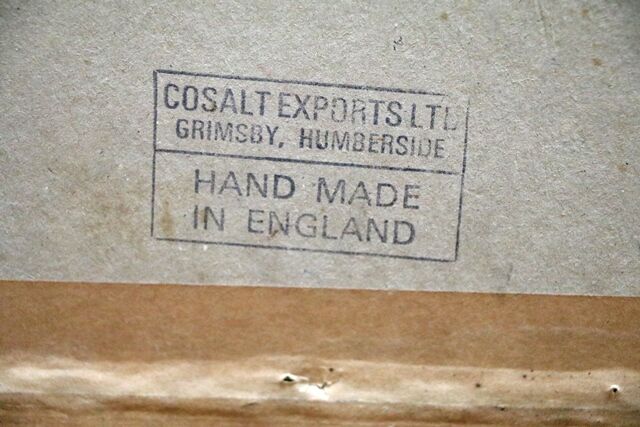 COSALT EXPORTS LTD
GRIMSBY, HUMBERSIDE
HAND MADE
IN ENGLAND